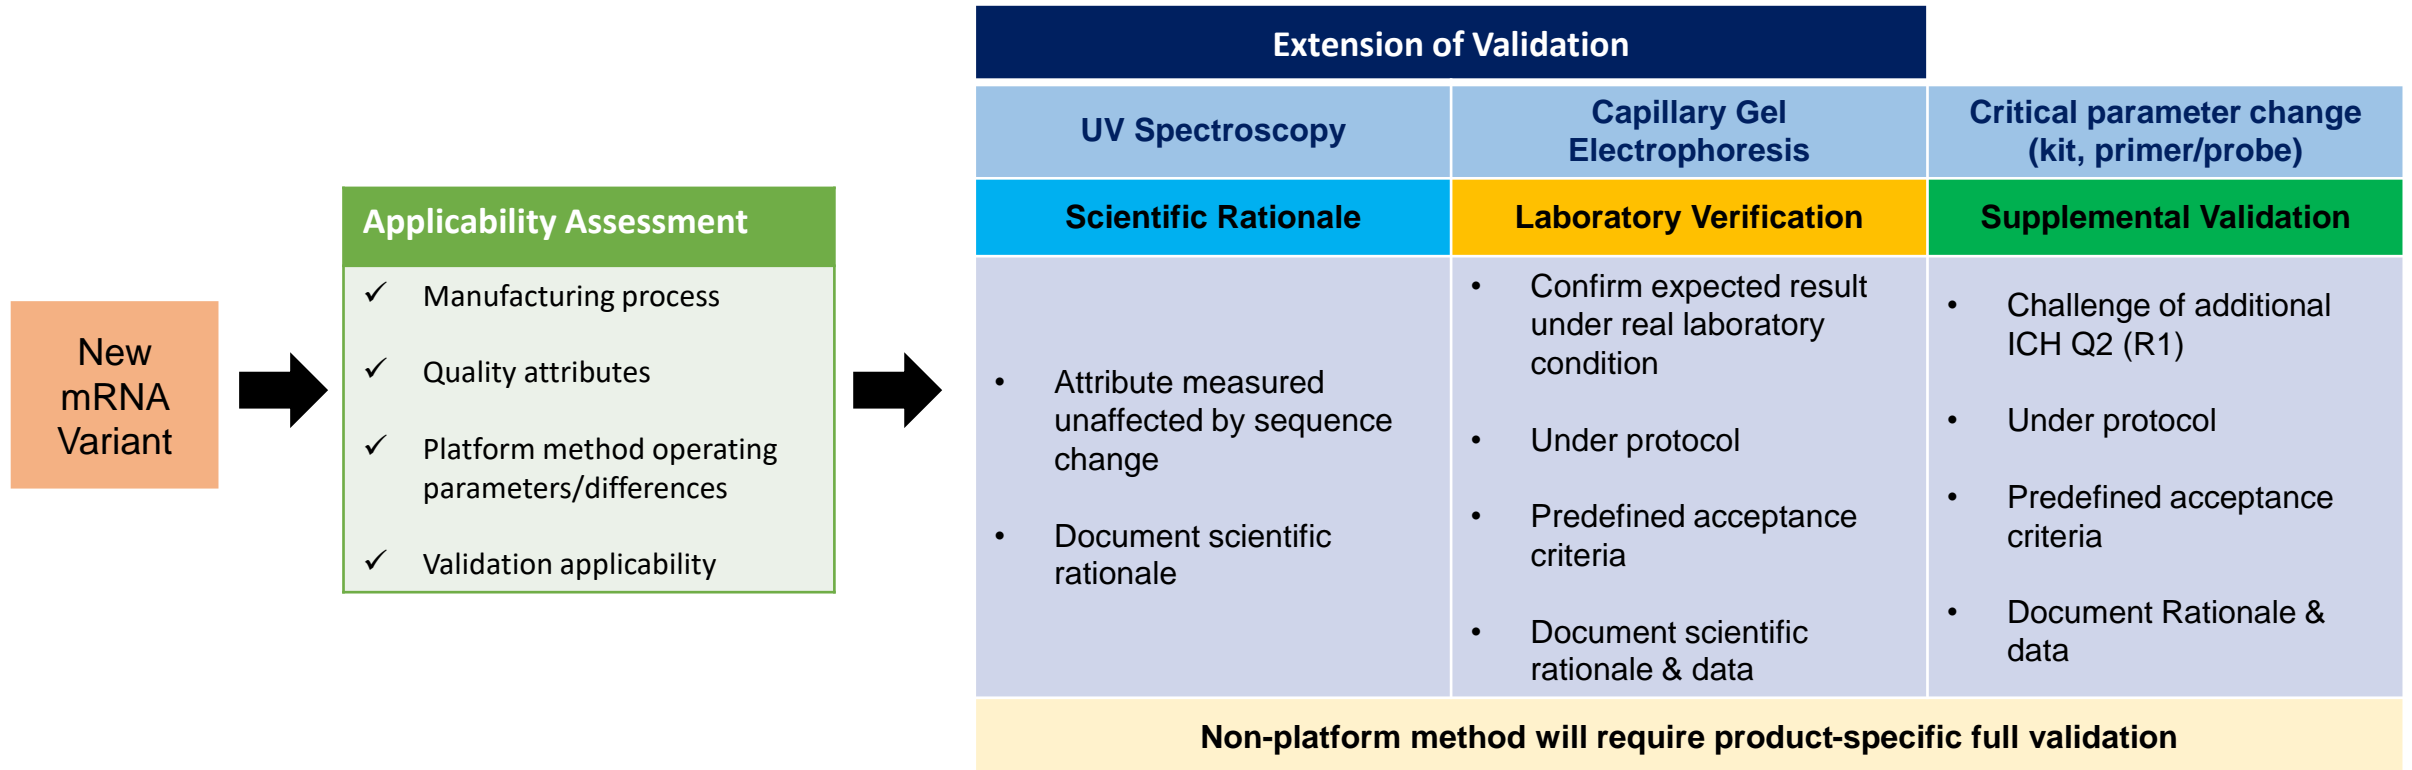 New
mRNA
Variant
Applicability Assessment
✓ Manufacturing process
✓ Quality attributes
✓ Platform method operating
parameters/differences
✓ Validation applicability
Extension of Validation
UV Spectroscopy
Scientific Rationale
• Attribute measured
unaffected by sequence
change
• Document scientific
rationale
Capillary Gel
Electrophoresis
Laboratory Verification
• Confirm expected result
under real laboratory
condition
• Under protocol
• Predefined acceptance
criteria
• Document scientific
rationale & data
Critical parameter change
(kit, primer/probe)
Supplemental Validation
• Challenge of additional
ICH Q2 (R1)
• Under protocol
• Predefined acceptance
criteria
• Document Rationale &
data
Non-platform method will require product-specific full validation